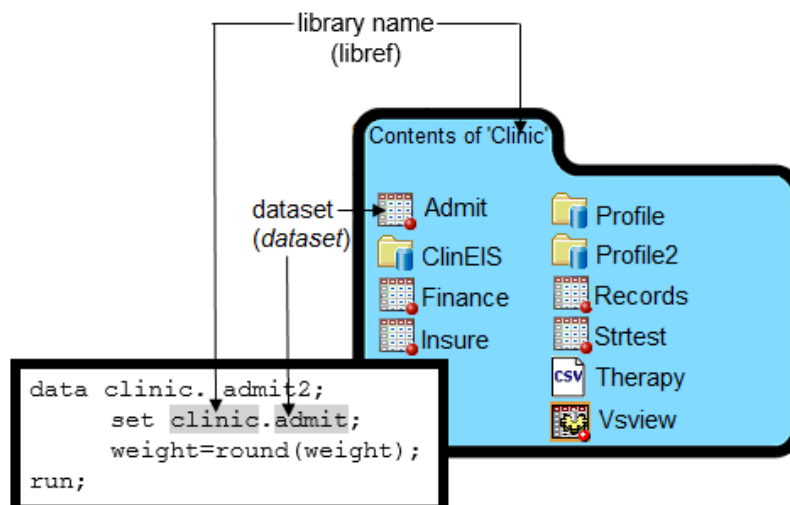 library name
(libref)
Contents of 'Clinic'
dataset
(dataset)
Admit
ClinEIS
Finance
Insure
Profile
Profile2
Records
Strtest
CSV
Therapy
Vsview
data clinic. admit2;
set clinic.admit;
weight=round(weight);
run;